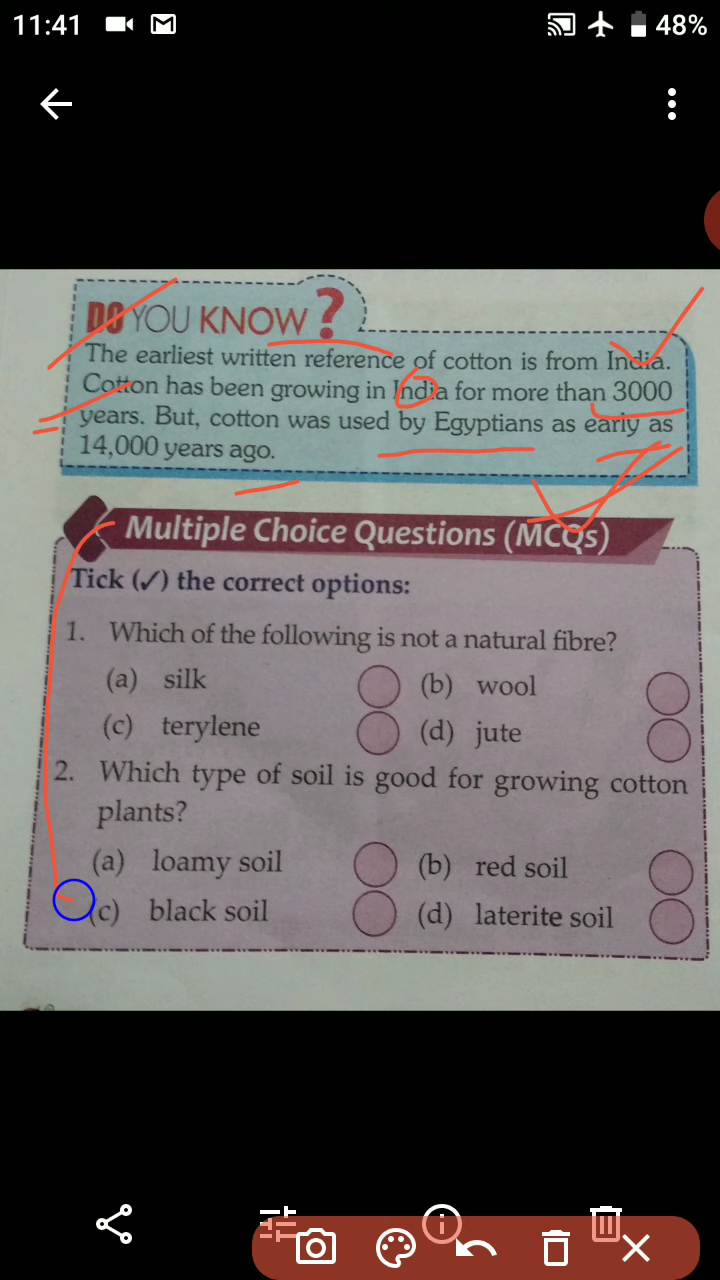 11:41
48%
DO YOU KNOW ?
The earliest written reference of cotton is from India.
Cotton has been growing in India for more than 3000
years. But, cotton was used by Egyptians as early as
14,000 years ago.
Multiple Choice Questions (MCQs)
Tick (✓) the correct options:
1. Which of the following is not a natural fibre?
(a) silk (b) wool
(c) terylene (d) jute
2. Which type of soil is good for growing cotton
plants?
(a) loamy soil (b) red soil
(c) black soil (d) laterite soil